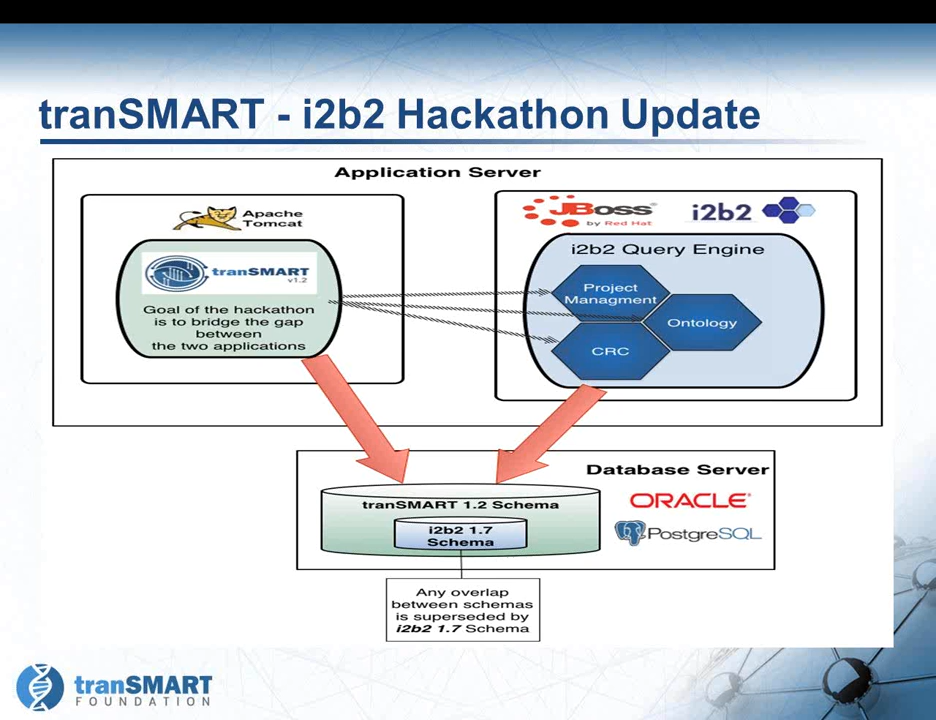 tranSMART - i2b2 Hackathon Update
Application Server
Apache
Tomcat
tranSMART
v1.2
Goal of the hackathon
is to bridge the gap
between
the two applications
JBoss
by Red Hat
i2b2
i2b2 Query Engine
Project
Managment
Ontology
CRC
Database Server
ORACLE
PostgreSQL
tranSMART 1.2 Schema
i2b2 1.7
Schema
Any overlap
between schemas
is superseded by
i2b2 1.7 Schema
tranSMART
FOUNDATION